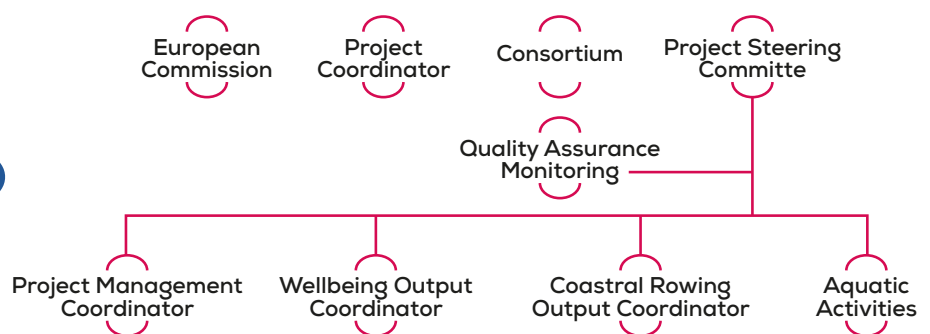 European
Commission
Project
Coordinator
Consortium
Project Steering
Committe
Quality Assurance
Monitoring
Project Management
Coordinator
Wellbeing Output
Coordinator
Coastral Rowing
Output Coordinator
Aquatic
Activities